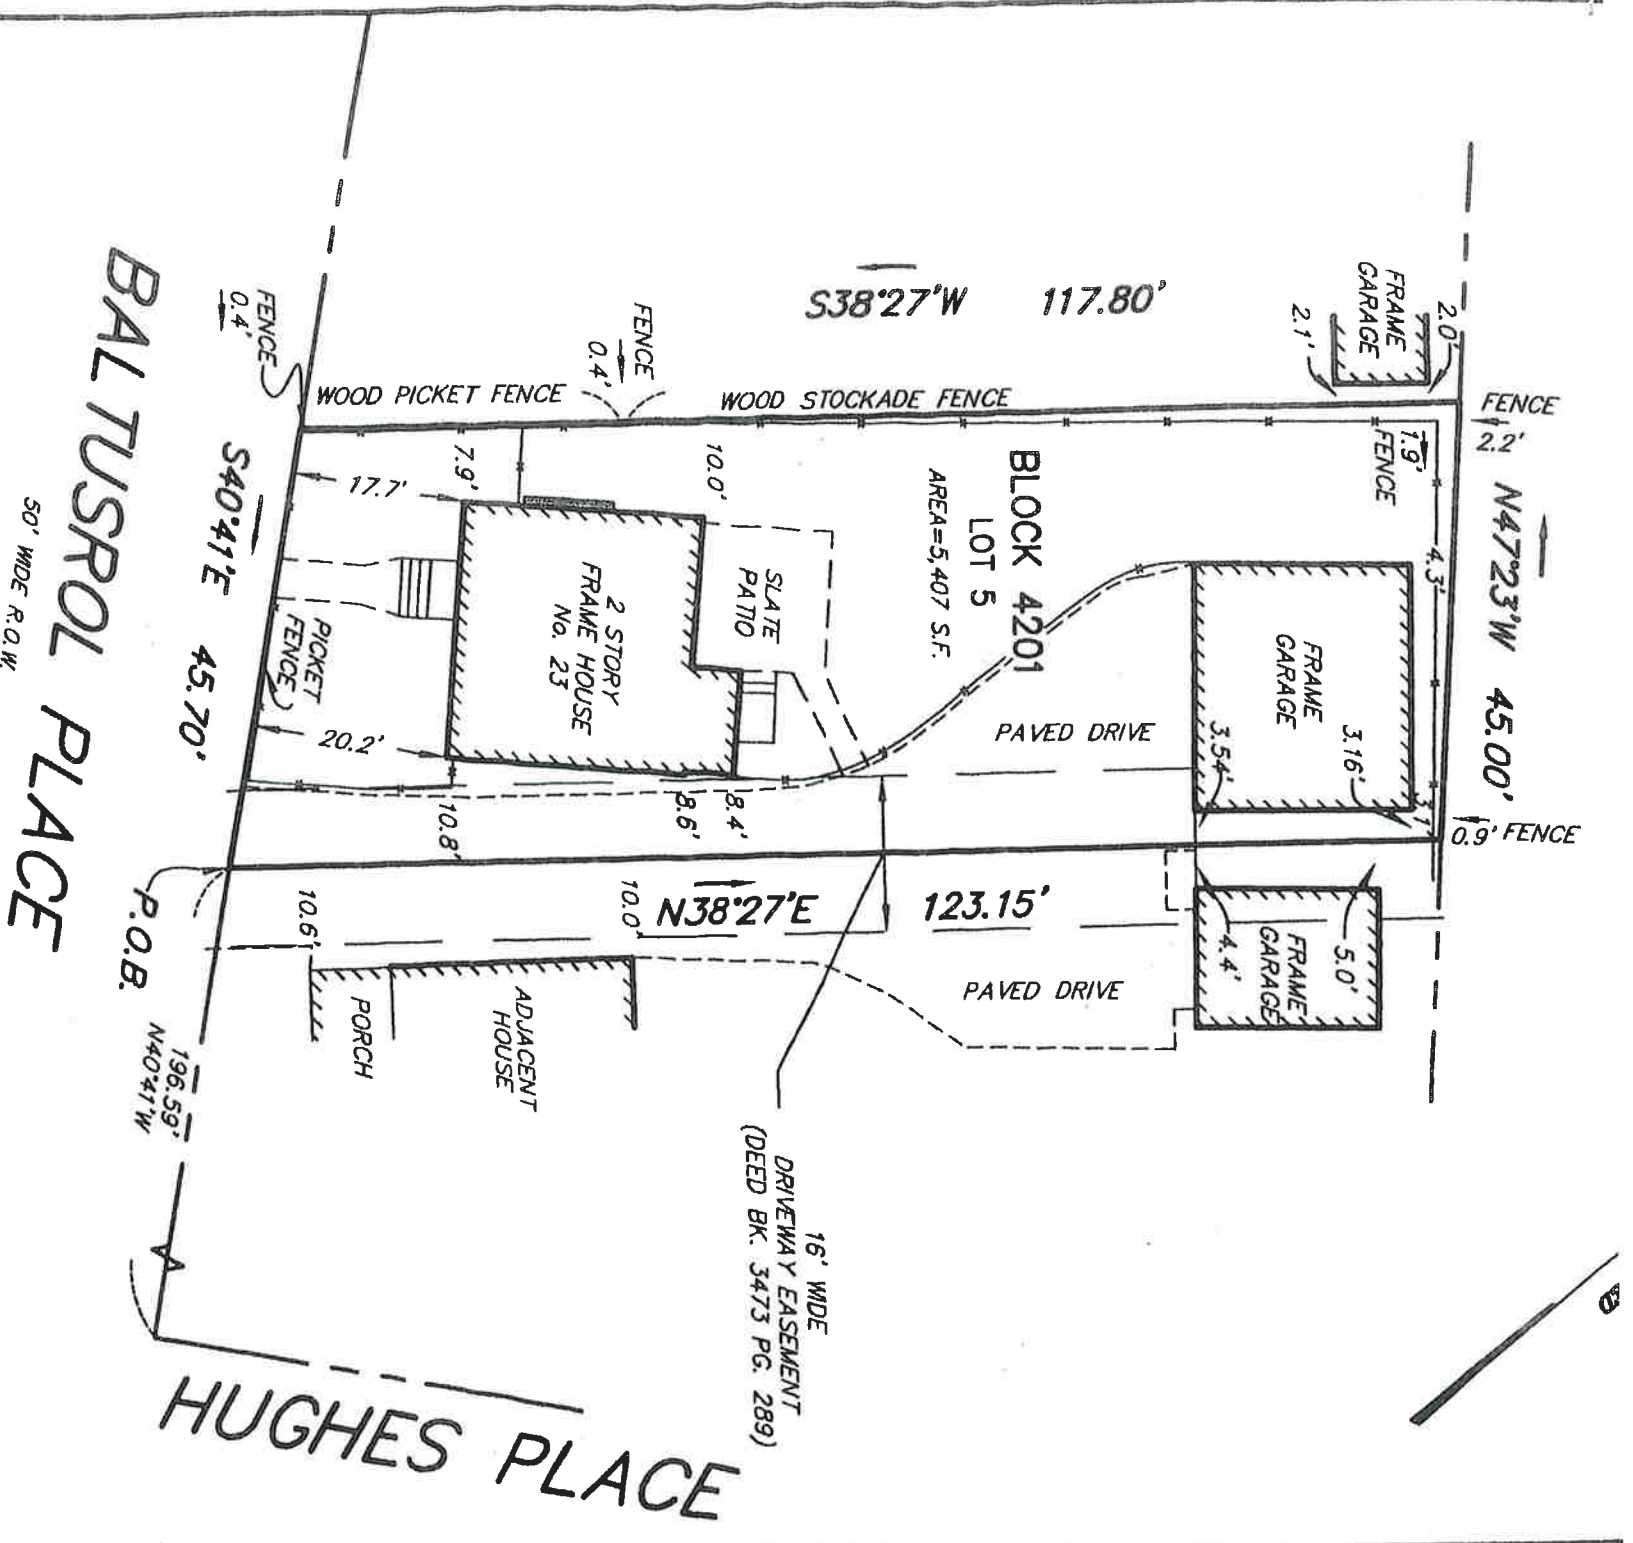 FRAME
GARAGE
2.0'
2.1'
S38°27'W 117.80'
FENCE
0.4'
FENCE
0.4'
WOOD PICKET FENCE
WOOD STOCKADE FENCE
FENCE
2.2'
1.9'
FENCE
N47°23'W 45.00'
4.3'
7.9'
10.0'
17.7'
BLOCK 4201
LOT 5
AREA=5,407 S.F.
SLATE
PATIO
2 STORY
FRAME HOUSE
No. 23
FRAME
GARAGE
3.16'
3.54'
3.1'
0.9' FENCE
PAVED DRIVE
PICKET
FENCE
20.2'
10.8'
8.6'
8.4'
S40°41'E 45.70'
BALTUSROL PLACE
50' WIDE R.O.W.
P.O.B.
N38°27'E 123.15'
10.6'
10.0'
PORCH
ADJACENT
HOUSE
PAVED DRIVE
FRAME
GARAGE
5.0'
4.4'
196.59'
N40°41'W
16' WIDE
DRIVEWAY EASEMENT
(DEED BK. 3473 PG. 289)
HUGHES PLACE